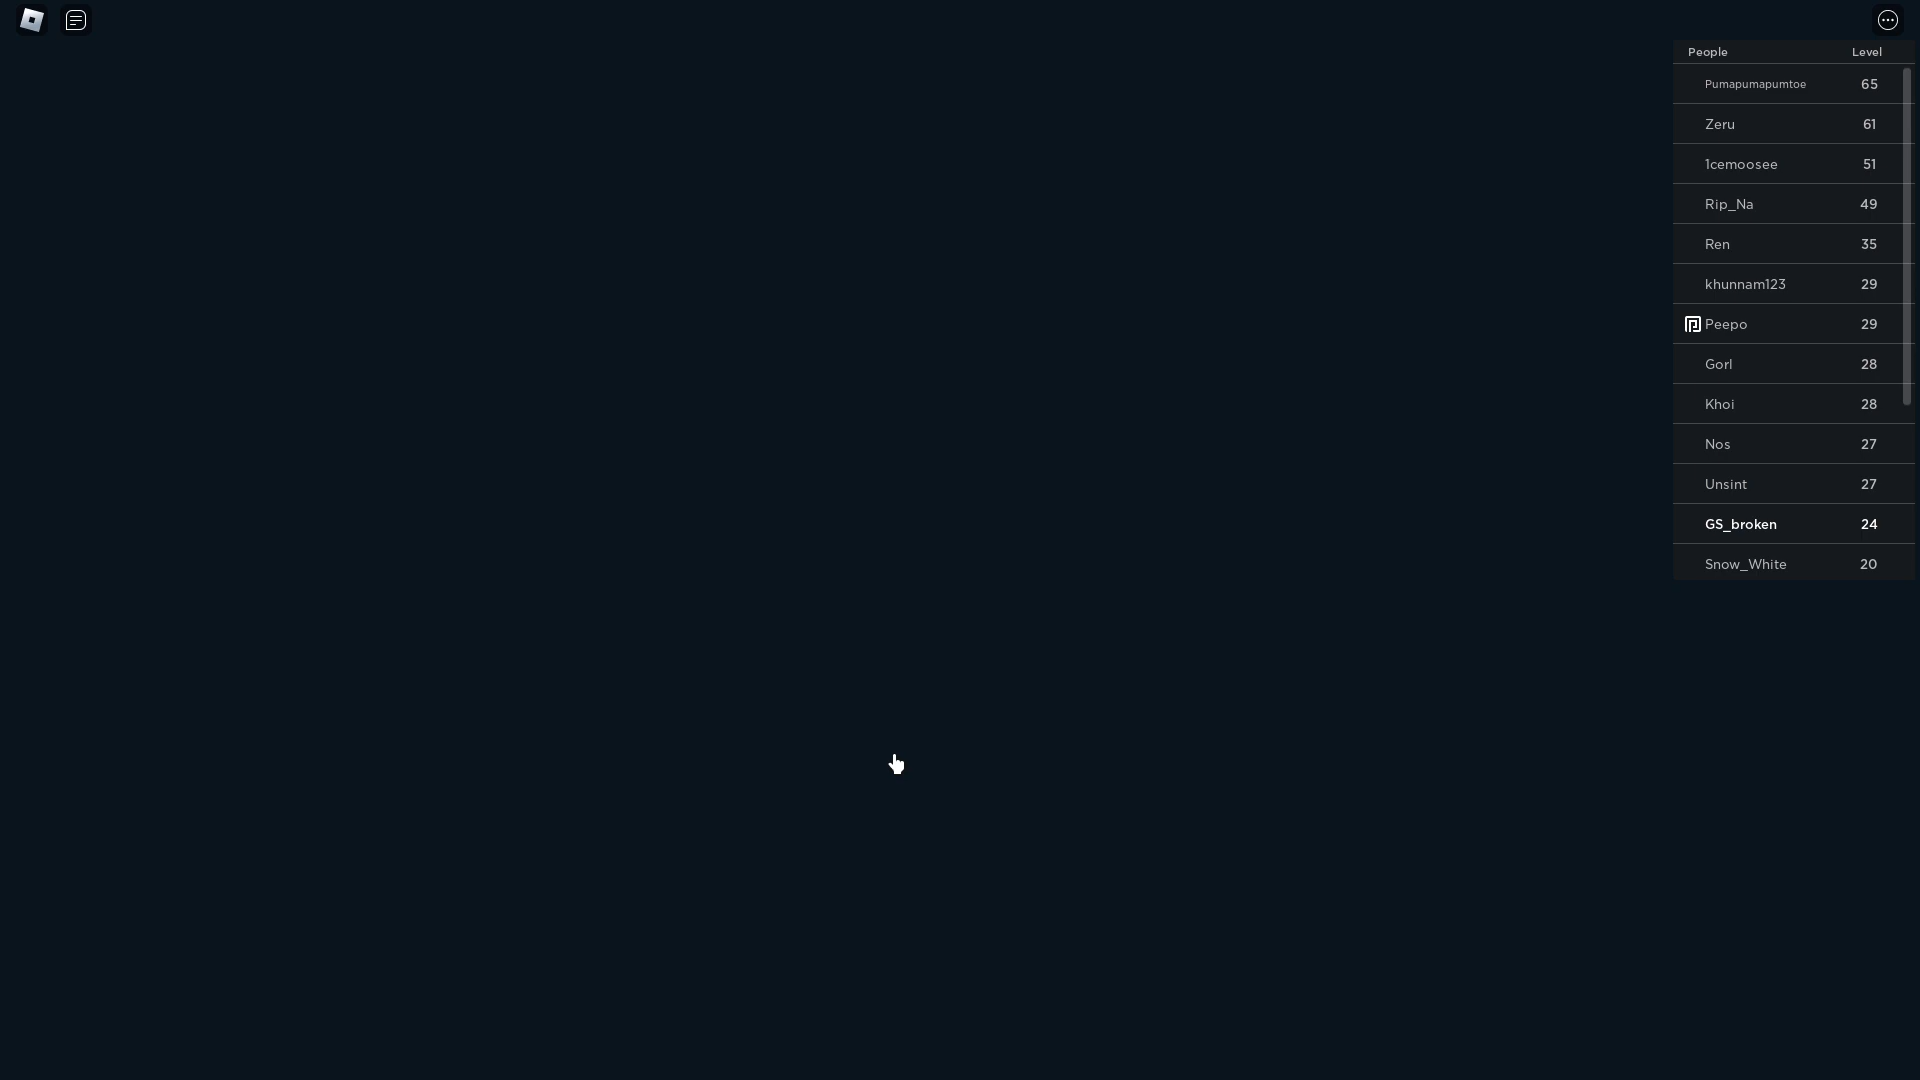 People Level
Pumapumapumtoe 65
Zeru 61
1cemoosee 51
Rip_Na 49
Ren 35
khunnam123 29
Peepo 29
Gorl 28
Khoi 28
Nos 27
Unsint 27
GS_broken 24
Snow_White 20